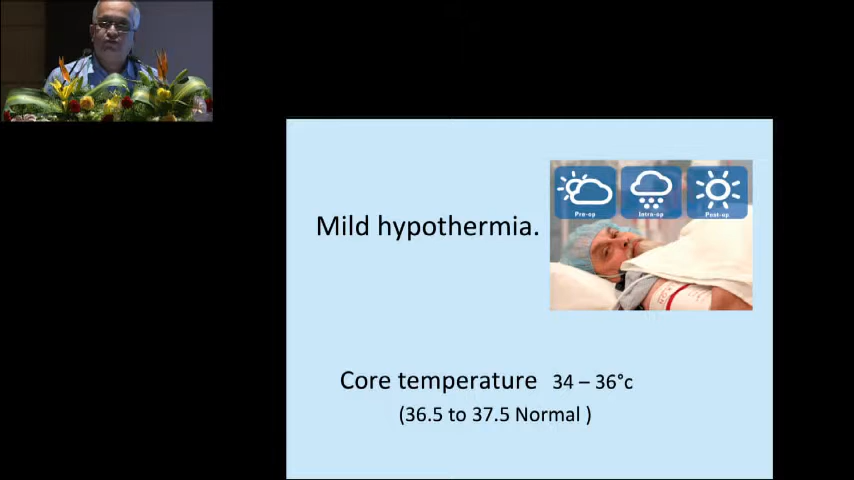 Pre-op
Intra-op
Post-op
Mild hypothermia.
Core temperature 34 – 36°c
(36.5 to 37.5 Normal )